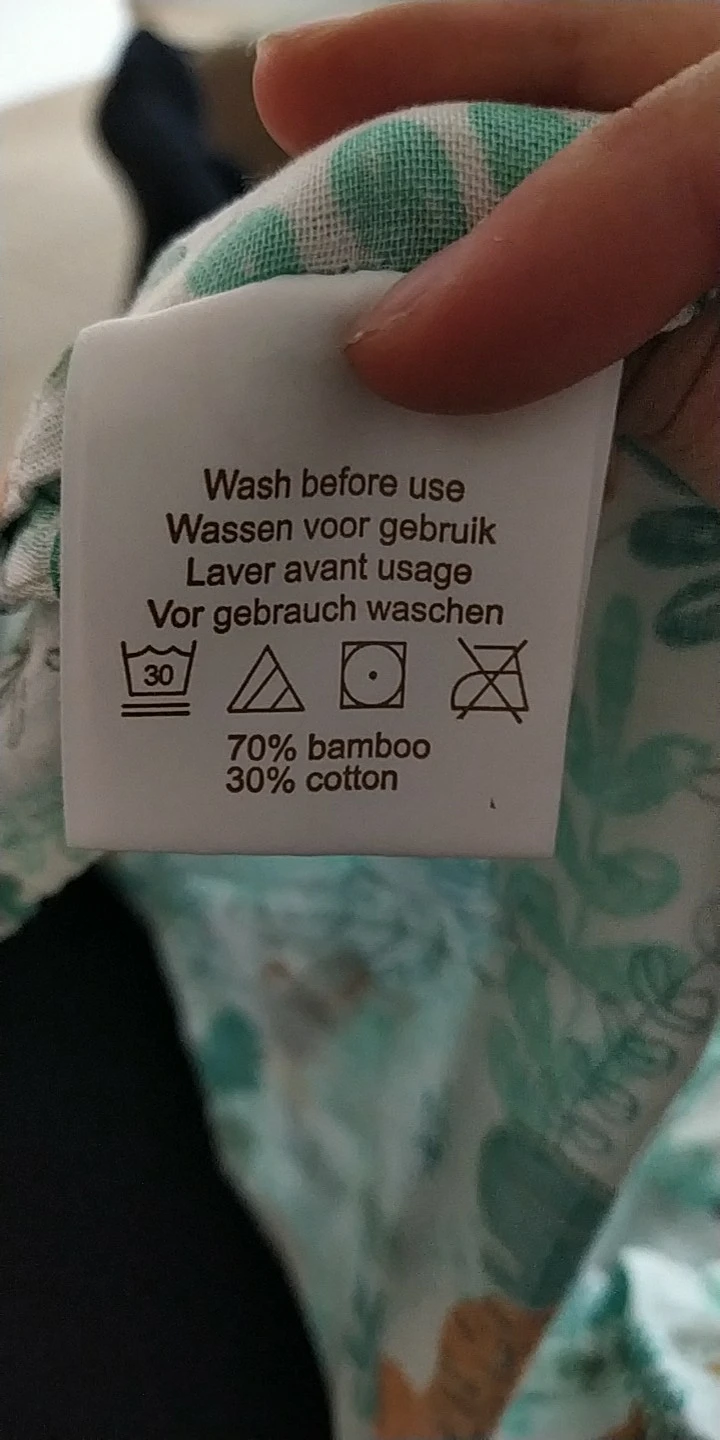 Wash before use
Wassen voor gebruik
Laver avant usage
Vor gebrauch waschen
30
70% bamboo
30% cotton